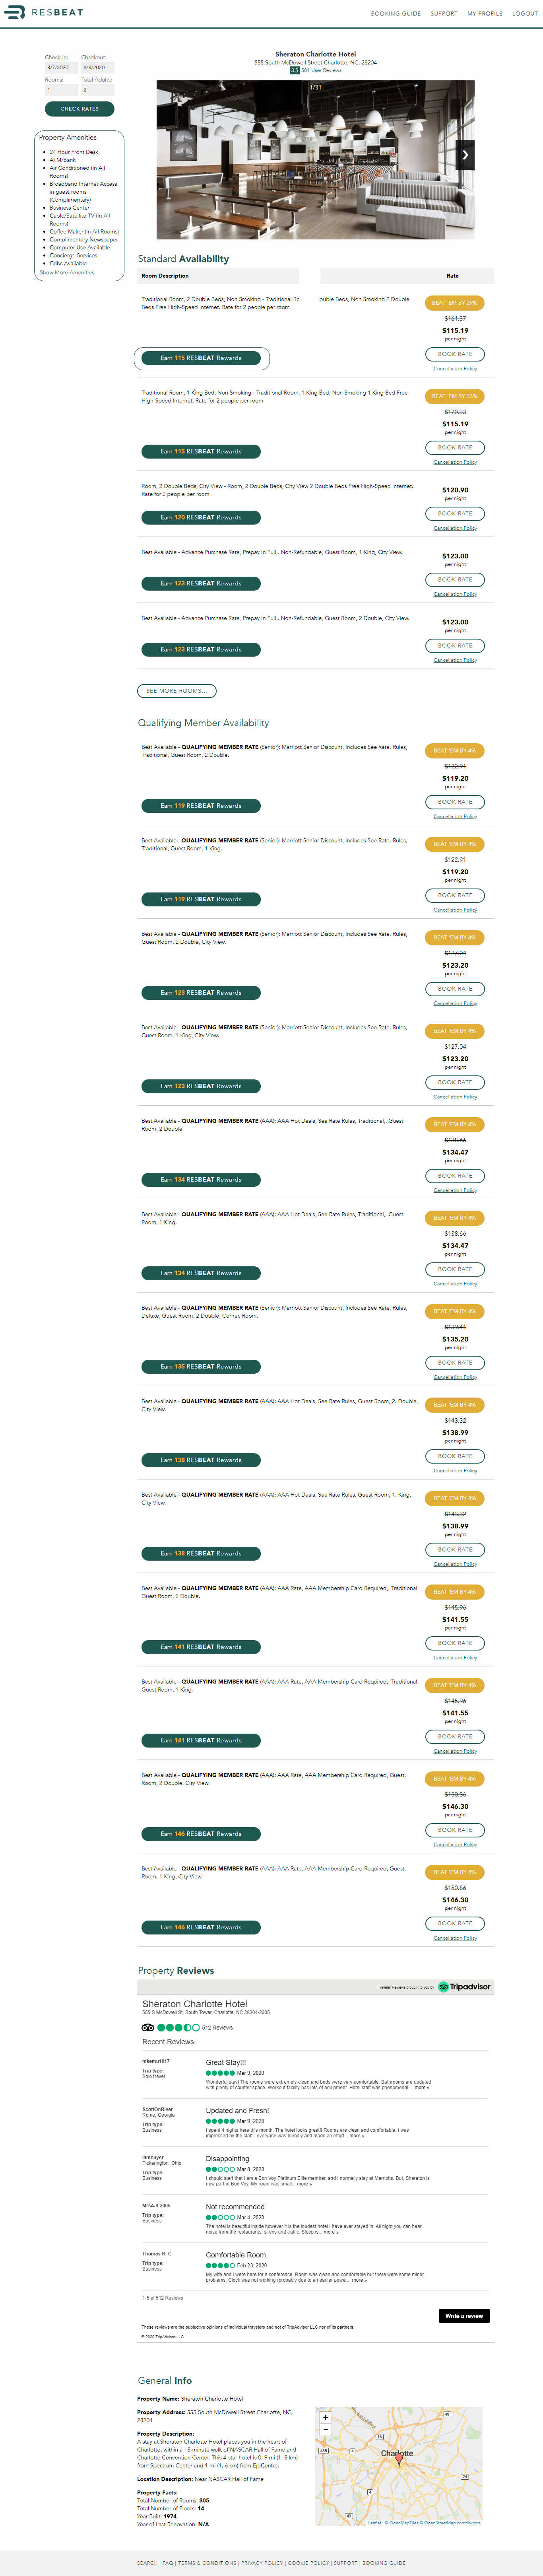 RESBEAT
BOOKING GUIDE SUPPORT MY PROFILE LOGOUT
Check-in: Checkout:
8/7/2020 8/8/2020
Rooms: Total Adults:
1 2
CHECK RATES
Property Amenities
24 Hour Front Desk
ATM/Bank
Air Conditioned (In All
Rooms)
Broadband Internet Access
in guest rooms
(Complimentary)
Business Center
Cable/Satellite TV (In All
Rooms)
Coffee Maker (In All Rooms)
Complimentary Newspaper
Computer Use Available
Concierge Services
Cribs Available
Show More Amenities
Sheraton Charlotte Hotel
555 South McDowell Street Charlotte, NC, 28204
3.5 501 User Reviews
1/31
Standard Availability
Room Description Rate
Traditional Room, 2 Double Beds, Non Smoking - Traditional Rc ouble Beds, Non Smoking 2 Double
Beds Free High-Speed Internet. Rate for 2 people per room
BEAT 'EM BY 29%
$161.37
$115.19
per night
BOOK RATE
Cancellation Policy
Earn 115 RESBEAT Rewards
Traditional Room, 1 King Bed, Non Smoking - Traditional Room, 1 King Bed, Non Smoking 1 King Bed Free
High-Speed Internet. Rate for 2 people per room
BEAT 'EM BY 33%
$170.33
$115.19
per night
BOOK RATE
Cancellation Policy
Earn 115 RESBEAT Rewards
Room, 2 Double Beds, City View - Room, 2 Double Beds, City View 2 Double Beds Free High-Speed Internet.
Rate for 2 people per room
$120.90
per night
BOOK RATE
Cancellation Policy
Earn 120 RESBEAT Rewards
Best Available - Advance Purchase Rate, Prepay In Full,. Non-Refundable, Guest Room, 1 King, City View.
$123.00
per night
BOOK RATE
Cancellation Policy
Earn 123 RESBEAT Rewards
Best Available - Advance Purchase Rate, Prepay In Full,. Non-Refundable, Guest Room, 2 Double, City View.
$123.00
per night
BOOK RATE
Cancellation Policy
Earn 123 RESBEAT Rewards
SEE MORE ROOMS...
Qualifying Member Availability
Best Available - QUALIFYING MEMBER RATE (Senior): Marriott Senior Discount, Includes See Rate. Rules,
Traditional, Guest Room, 2 Double.
BEAT 'EM BY 4%
$122.91
$119.20
per night
BOOK RATE
Cancellation Policy
Earn 119 RESBEAT Rewards
Best Available - QUALIFYING MEMBER RATE (Senior): Marriott Senior Discount, Includes See Rate. Rules,
Traditional, Guest Room, 1 King.
BEAT 'EM BY 4%
$122.91
$119.20
per night
BOOK RATE
Cancellation Policy
Earn 119 RESBEAT Rewards
Best Available - QUALIFYING MEMBER RATE (Senior): Marriott Senior Discount, Includes See Rate. Rules,
Guest Room, 2 Double, City View.
BEAT 'EM BY 4%
$127.04
$123.20
per night
BOOK RATE
Cancellation Policy
Earn 123 RESBEAT Rewards
Best Available - QUALIFYING MEMBER RATE (Senior): Marriott Senior Discount, Includes See Rate. Rules,
Guest Room, 1 King, City View.
BEAT 'EM BY 4%
$127.04
$123.20
per night
BOOK RATE
Cancellation Policy
Earn 123 RESBEAT Rewards
Best Available - QUALIFYING MEMBER RATE (AAA): AAA Hot Deals, See Rate Rules, Traditional,. Guest
Room, 2 Double.
BEAT 'EM BY 4%
$138.66
$134.47
per night
BOOK RATE
Cancellation Policy
Earn 134 RESBEAT Rewards
Best Available - QUALIFYING MEMBER RATE (AAA): AAA Hot Deals, See Rate Rules, Traditional,. Guest
Room, 1 King.
BEAT 'EM BY 4%
$138.66
$134.47
per night
BOOK RATE
Cancellation Policy
Earn 134 RESBEAT Rewards
Best Available - QUALIFYING MEMBER RATE (Senior): Marriott Senior Discount, Includes See Rate. Rules,
Deluxe, Guest Room, 2 Double, Corner. Room.
BEAT 'EM BY 4%
$139.41
$135.20
per night
BOOK RATE
Cancellation Policy
Earn 135 RESBEAT Rewards
Best Available - QUALIFYING MEMBER RATE (AAA): AAA Hot Deals, See Rate Rules, Guest Room, 2. Double,
City View.
BEAT 'EM BY 4%
$143.32
$138.99
per night
BOOK RATE
Cancellation Policy
Earn 138 RESBEAT Rewards
Best Available - QUALIFYING MEMBER RATE (AAA): AAA Hot Deals, See Rate Rules, Guest Room, 1. King,
City View.
BEAT 'EM BY 4%
$143.32
$138.99
per night
BOOK RATE
Cancellation Policy
Earn 138 RESBEAT Rewards
Best Available - QUALIFYING MEMBER RATE (AAA): AAA Rate, AAA Membership Card Required,. Traditional,
Guest Room, 2 Double.
BEAT 'EM BY 4%
$145.96
$141.55
per night
BOOK RATE
Cancellation Policy
Earn 141 RESBEAT Rewards
Best Available - QUALIFYING MEMBER RATE (AAA): AAA Rate, AAA Membership Card Required,. Traditional,
Guest Room, 1 King.
BEAT 'EM BY 4%
$145.96
$141.55
per night
BOOK RATE
Cancellation Policy
Earn 141 RESBEAT Rewards
Best Available - QUALIFYING MEMBER RATE (AAA): AAA Rate, AAA Membership Card Required, Guest.
Room, 2 Double, City View.
BEAT 'EM BY 4%
$150.86
$146.30
per night
BOOK RATE
Cancellation Policy
Earn 146 RESBEAT Rewards
Best Available - QUALIFYING MEMBER RATE (AAA): AAA Rate, AAA Membership Card Required, Guest.
Room, 1 King, City View.
BEAT 'EM BY 4%
$150.86
$146.30
per night
BOOK RATE
Cancellation Policy
Earn 146 RESBEAT Rewards
Property Reviews
Traveler Reviews brought to you by Tripadvisor
Sheraton Charlotte Hotel
555 S McDowell St, South Tower, Charlotte, NC 28204-2605
512 Reviews
Recent Reviews:
mkemu1017
Trip type:
Solo travel
Great Stay!!!
Mar 9, 2020
Wonderful stay! The rooms were extremely clean and beds were very comfortable. Bathrooms are updated
with plenty of counter space. Workout facility has lots of equipment. Hotel staff was phenomenal... more »
ScottOnRiver
Rome, Georgia
Trip type:
Business
Updated and Fresh!
Mar 9, 2020
I spent 4 nights here this month. The hotel looks great!! Rooms are clean and comfortable. I was
impressed by the staff - everyone was friendly and made an effort... more »
iambuyer
Pickerington, Ohio
Trip type:
Business
Disappointing
Mar 8, 2020
I should start that I am a Bon Voy Platinum Elite member, and I normally stay at Marriotts. But, Sheraton is
now part of Bon Voy. My room was small... more »
MrsAJL2005
Trip type:
Business
Not recommended
Mar 4, 2020
The hotel is beautiful inside however it is the loudest hotel I have ever stayed in. All night you can hear
noise from the restaurants, sirens and traffic. Sleep is... more »
Thomas R. C
Trip type:
Business
Comfortable Room
Feb 23, 2020
My wife and I were here for a conference. Room was clean and comfortable but there were some minor
problems. Clock was not working (probably due to an earlier power... more »
1-5 of 512 Reviews
Write a review
These reviews are the subjective opinions of individual travelers and not of TripAdvisor LLC nor of its partners.
© 2020 TripAdvisor LLC
General Info
Property Name: Sheraton Charlotte Hotel
Property Address: 555 South McDowell Street Charlotte, NC,
28204
Property Description:
A stay at Sheraton Charlotte Hotel places you in the heart of
Charlotte, within a 15-minute walk of NASCAR Hall of Fame and
Charlotte Convention Center. This 4-star hotel is 0. 9 mi (1. 5 km)
from Spectrum Center and 1 mi (1. 6 km) from EpiCentre.
Location Description: Near NASCAR Hall of Fame
Property Facts:
Total Number of Rooms: 305
Total Number of Floors: 14
Year Built: 1974
Year of Last Renovation: N/A
+
−
Charlotte
Leaflet | © OpenMapTiles © OpenStreetMap contributors
SEARCH | FAQ | TERMS & CONDITIONS | PRIVACY POLICY | COOKIE POLICY | SUPPORT | BOOKING GUIDE